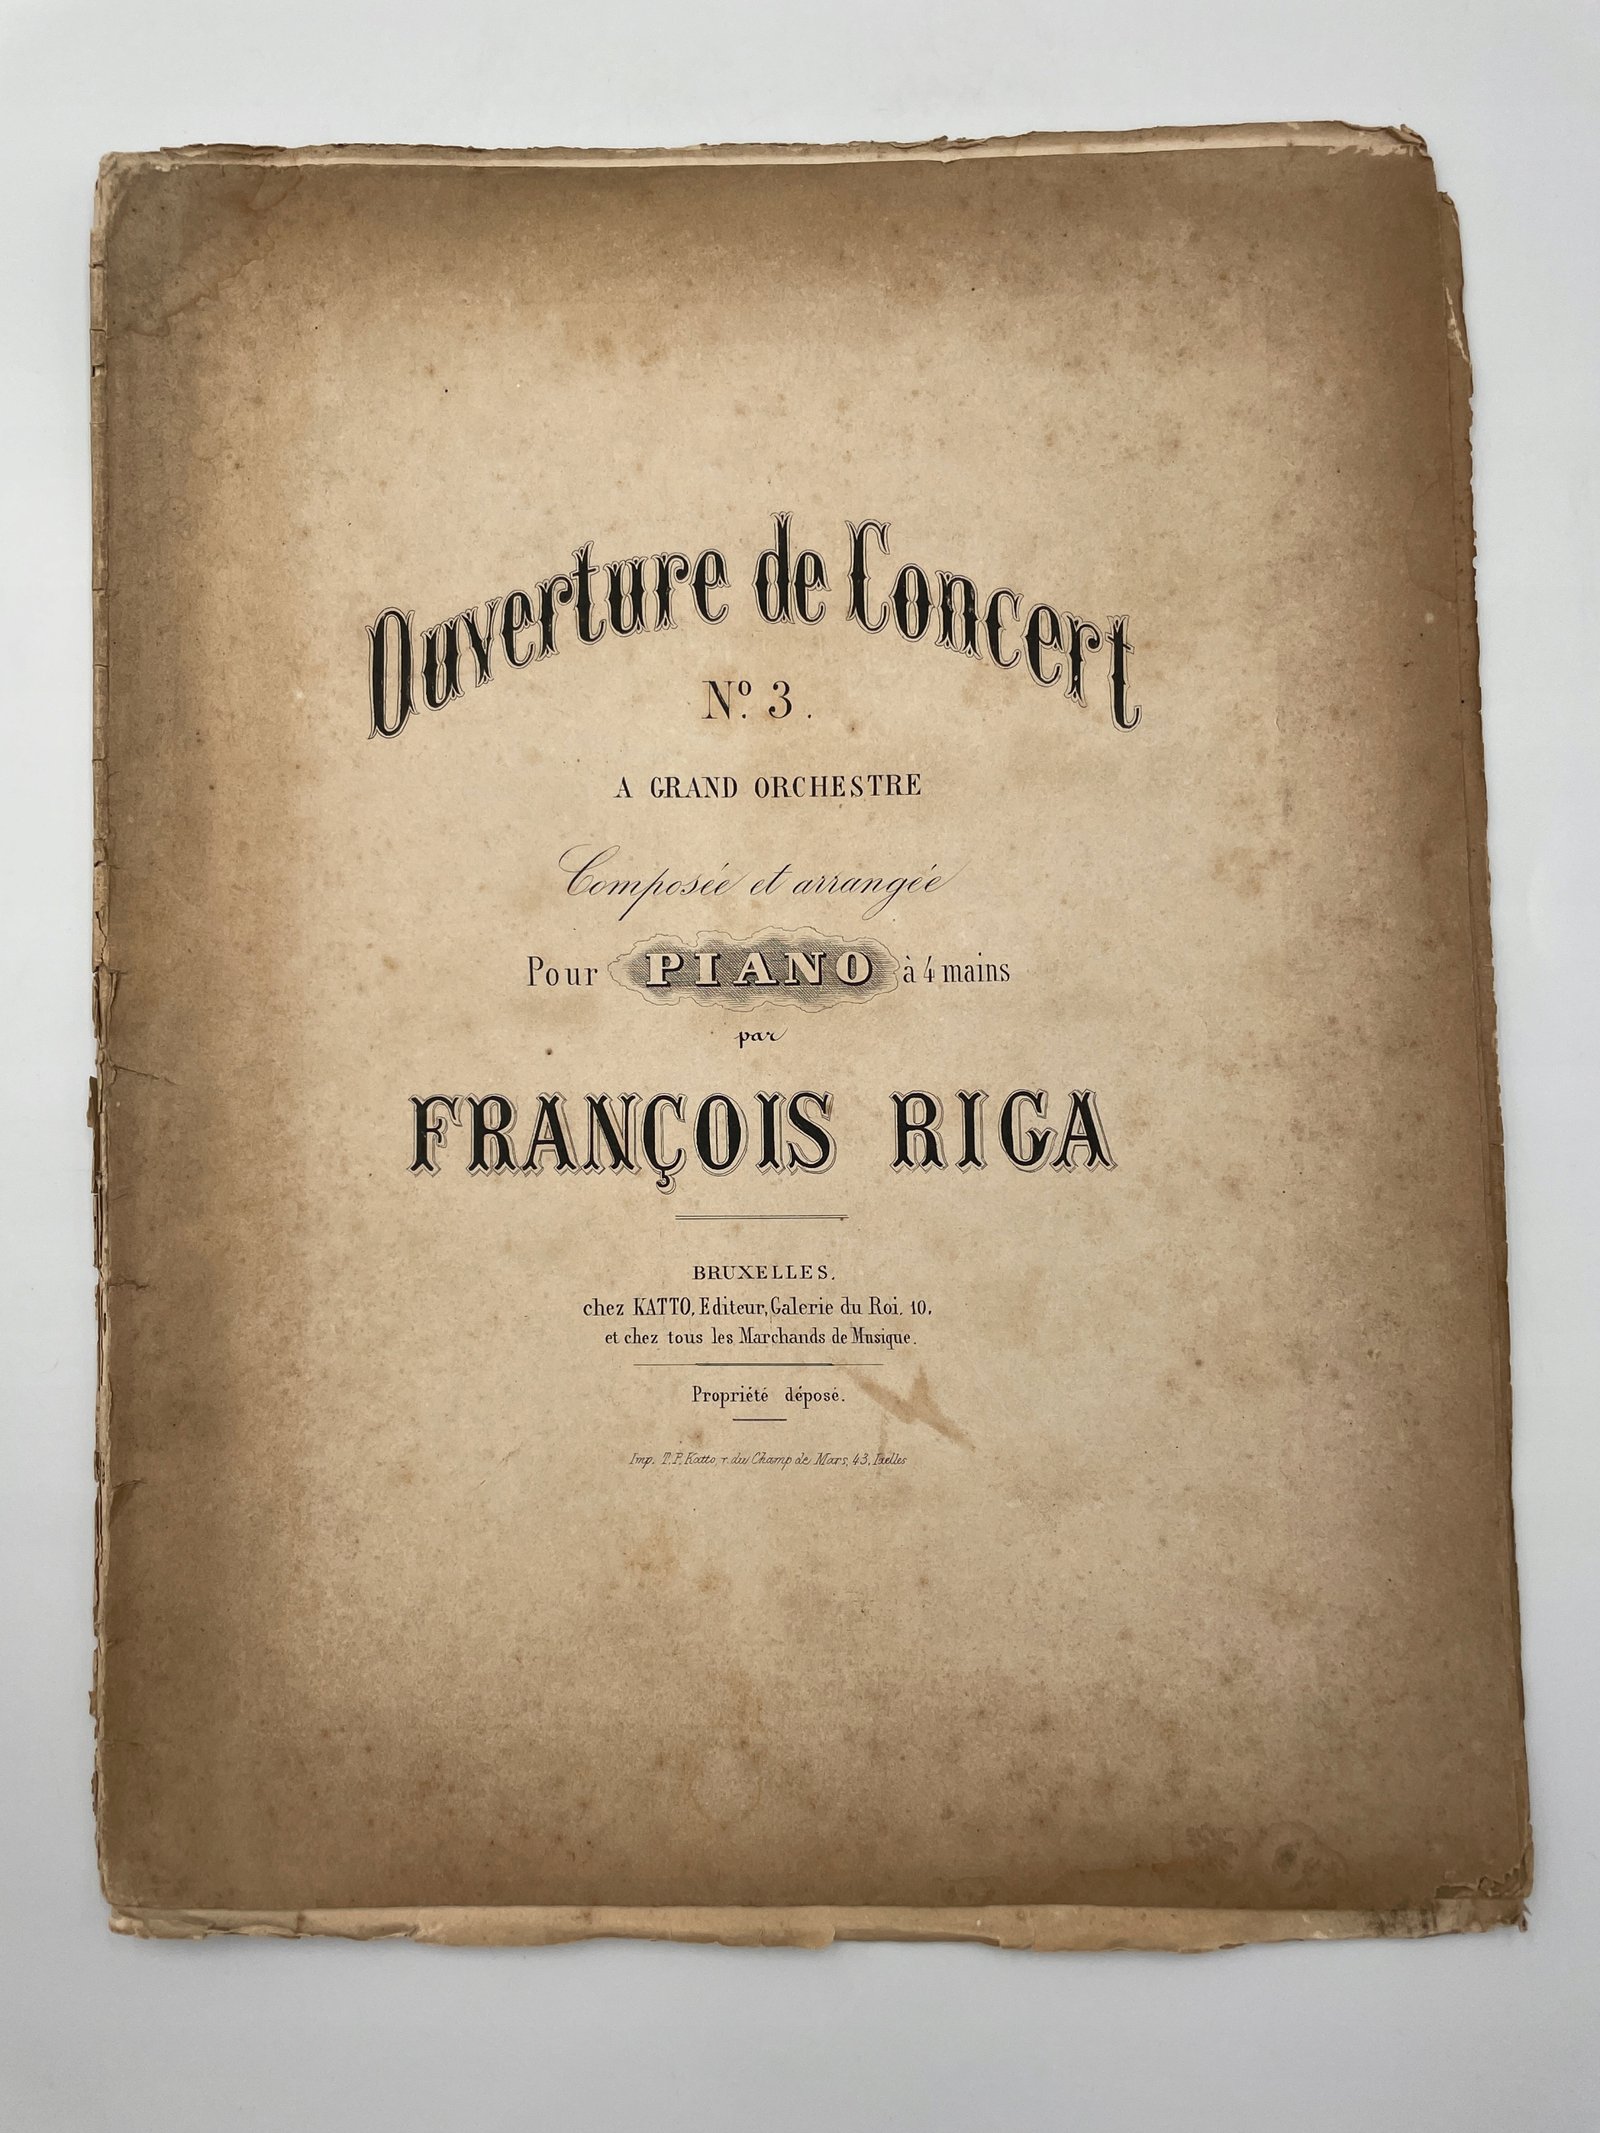 Ouverture de Concert
Nº. 3.
A GRAND ORCHESTRE
Composée et arrangée
Pour PIANO à 4 mains
par
FRANÇOIS RIGA
BRUXELLES.
chez KATTO, Editeur, Galerie du Roi, 10,
et chez tous les Marchands de Musique.
Propriété déposé.
Imp. T. P. Katto, r. du Champ de Mars, 43, Ixelles